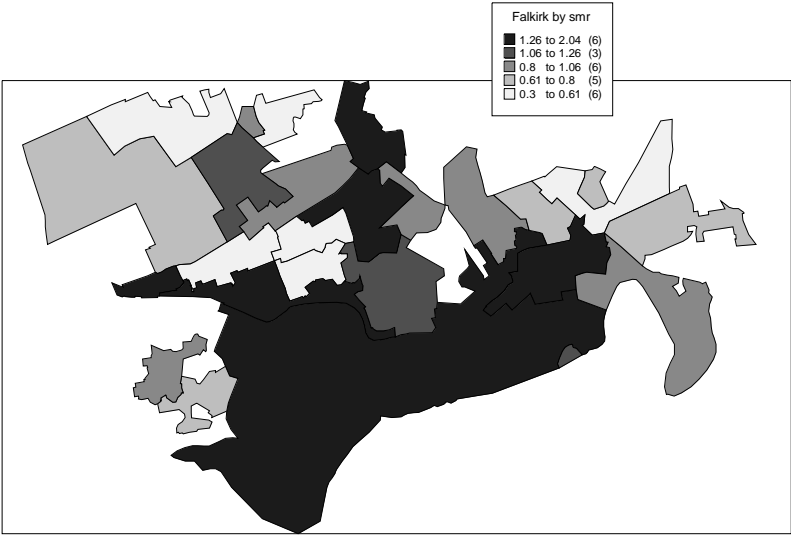 Falkirk by smr
1.26 to 2.04 (6)
1.06 to 1.26 (3)
0.8 to 1.06 (6)
0.61 to 0.8 (5)
0.3 to 0.61 (6)